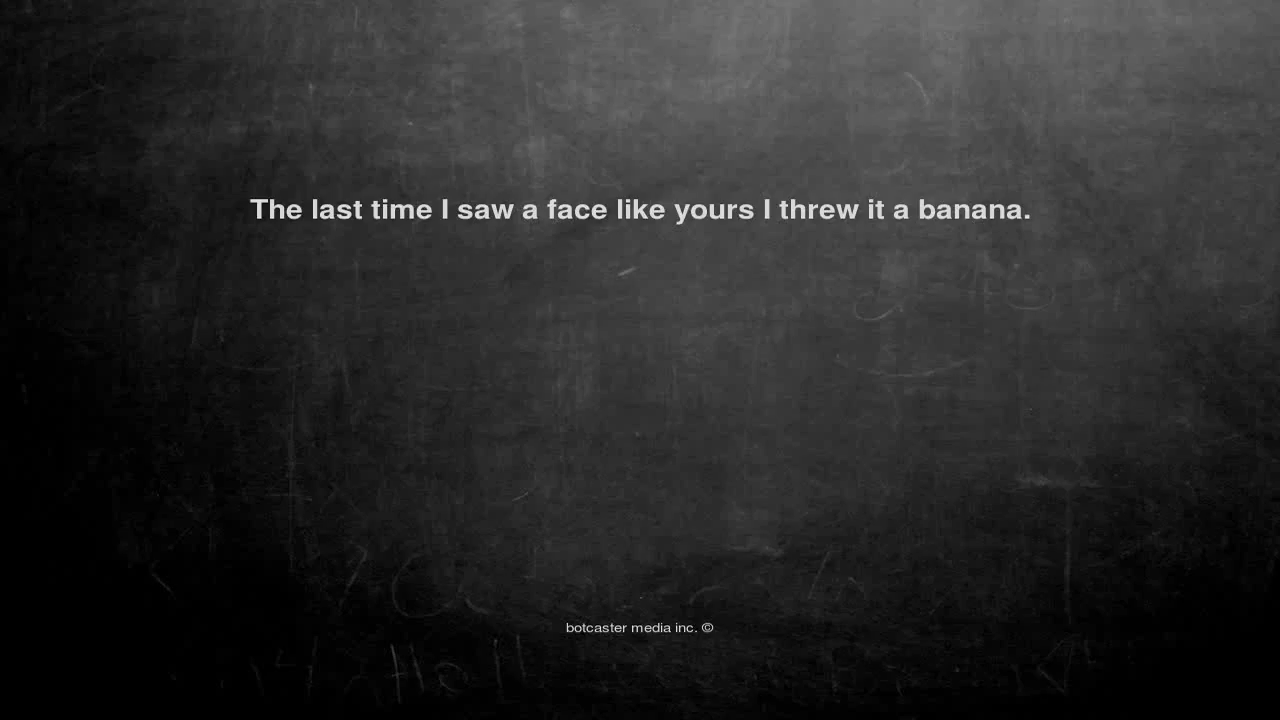 The last time I saw a face like yours I threw it a banana.
botcaster media inc. ©